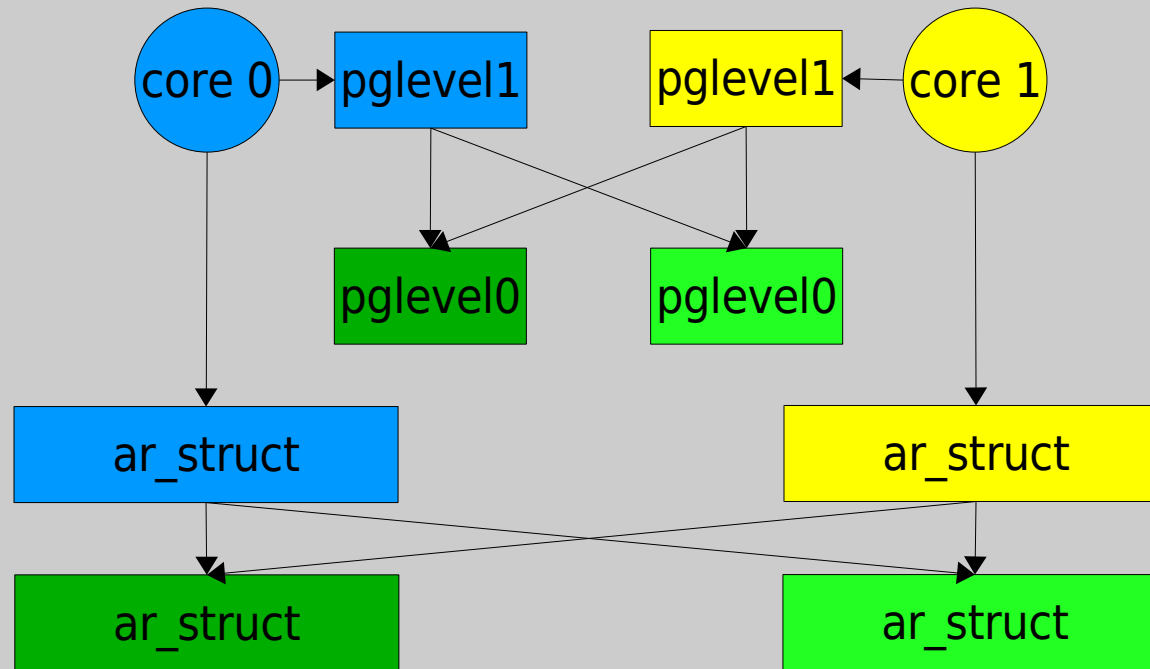 core 0
pglevel1
pglevel1
core 1
pglevel0
pglevel0
ar_struct
ar_struct
ar_struct
ar_struct